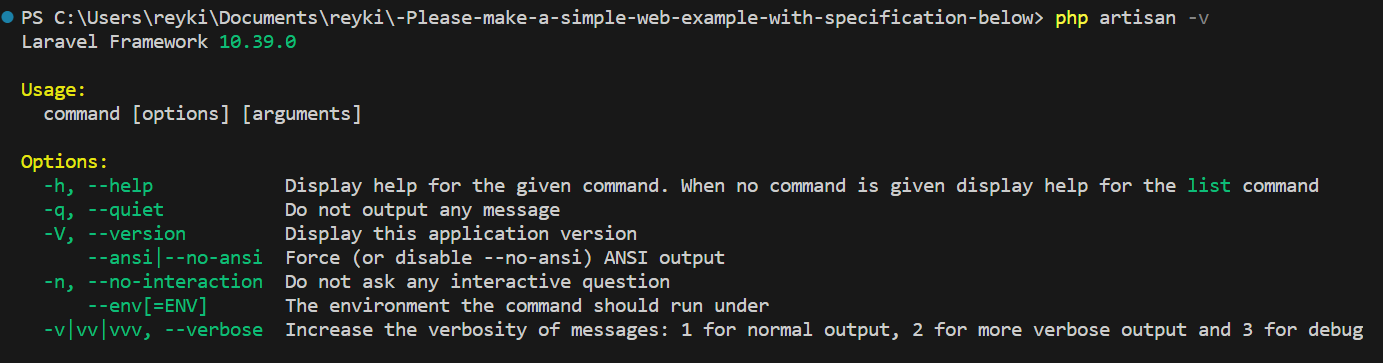 PS C:\Users\reyki\Documents\reyki\-Please-make-a-simple-web-example-with-specification-below> php artisan -v
Laravel Framework 10.39.0
Usage:
command [options] [arguments]
Options:
-h, --help Display help for the given command. When no command is given display help for the list command
-q, --quiet Do not output any message
-V, --version Display this application version
--ansi|--no-ansi Force (or disable --no-ansi) ANSI output
-n, --no-interaction Do not ask any interactive question
--env[=ENV] The environment the command should run under
-v|vv|vvv, --verbose Increase the verbosity of messages: 1 for normal output, 2 for more verbose output and 3 for debug